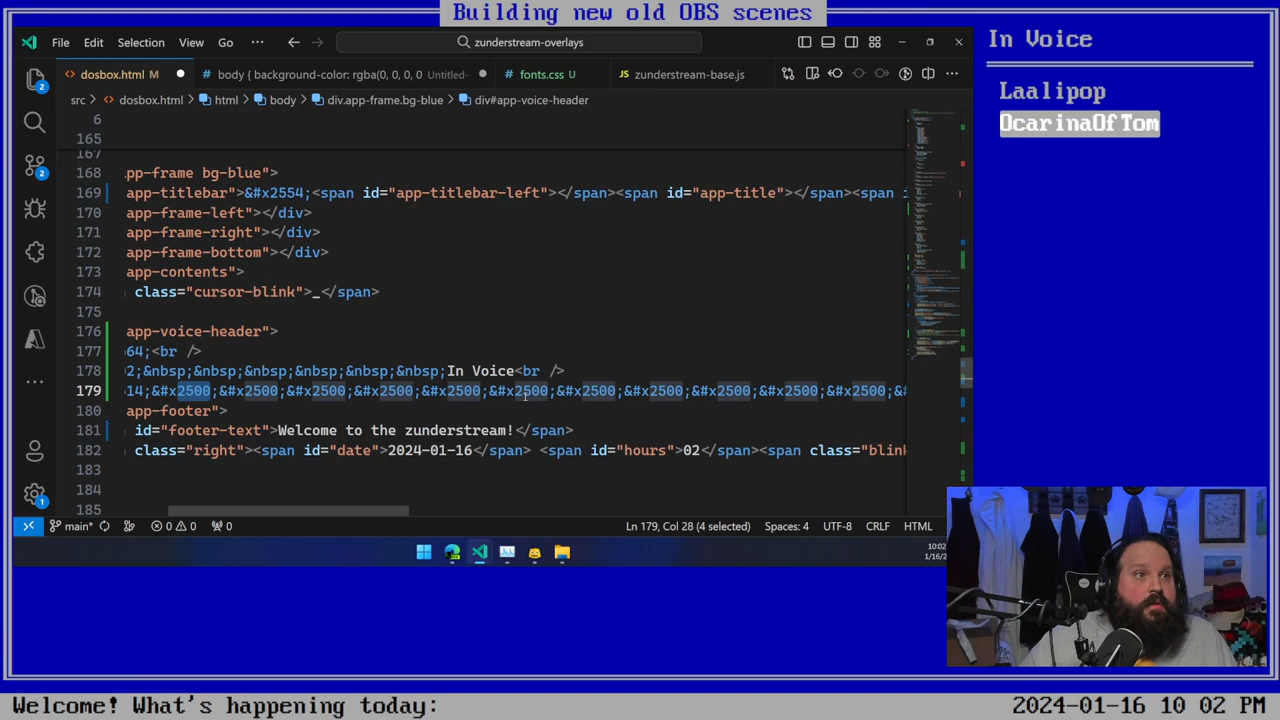 Building new old OBS scenes
File Edit Selection View Go ··· zunderstream-overlays
dosbox.html M body { background-color: rgba(0, 0, 0, 0 Untitled- fonts.css U zunderstream-base.js
src > dosbox.html > html > body > div.app-frame.bg-blue > div#app-voice-header
6
165
167
168 pp-frame bg-blue">
169 app-titlebar">&#x2554;<span id="app-titlebar-left"></span><span id="app-title"></span><span i
170 app-frame-left"></div>
171 app-frame-right"></div>
172 app-frame-bottom"></div>
173 app-contents">
174 class="cursor-blink">_</span>
175
176 app-voice-header">
177 64;<br />
178 2;&nbsp;&nbsp;&nbsp;&nbsp;&nbsp;&nbsp;In Voice<br />
179 14;&#x2500;&#x2500;&#x2500;&#x2500;&#x2500;&#x2500;&#x2500;&#x2500;&#x2500;&#x2500;&#x2500;&#
180 app-footer">
181 id="footer-text">Welcome to the zunderstream!</span>
182 class="right"><span id="date">2024-01-16</span> <span id="hours">02</span><span class="blink
183
184
185
main* 0 0 0 Ln 179, Col 28 (4 selected) Spaces: 4 UTF-8 CRLF HTML
10:02
1/16/2
In Voice
Laalipop
OcarinaOfTom
Welcome! What's happening today: 2024-01-16 10 02 PM